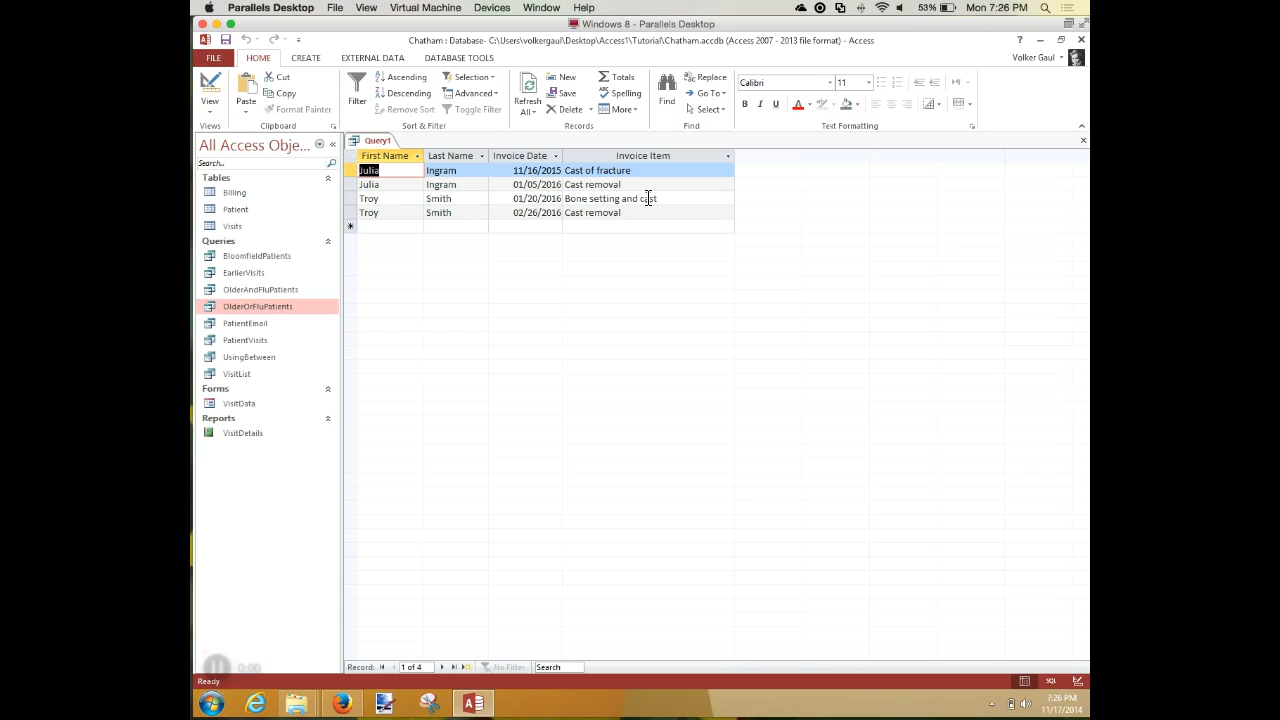 Parallels Desktop File View Virtual Machine Devices Window Help 53% Mon 7:26 PM
Windows 8 - Parallels Desktop
Chatham : Database- C:\Users\volkergaul\Desktop\Access1\Tutorial\Chatham.accdb (Access 2007 - 2013 file format) - Access
FILE HOME CREATE EXTERNAL DATA DATABASE TOOLS Volker Gaul
View Paste Cut Copy Format Painter
Filter Ascending Descending Remove Sort Selection Advanced Toggle Filter
Refresh All New Save Delete Totals Spelling More
Find Replace Go To Select
Calibri 11
B I U A
Views Clipboard Sort & Filter Records Find Text Formatting
All Access Obje...
Search...
Tables
Billing
Patient
Visits
Queries
BloomfieldPatients
EarlierVisits
OlderAndFluPatients
OlderOrFluPatients
PatientEmail
PatientVisits
UsingBetween
VisitList
Forms
VisitData
Reports
VisitDetails
Query1
First Name Last Name Invoice Date Invoice Item
Julia Ingram 11/16/2015 Cast of fracture
Julia Ingram 01/05/2016 Cast removal
Troy Smith 01/20/2016 Bone setting and cast
Troy Smith 02/26/2016 Cast removal
Record: 1 of 4 No Filter Search
Ready SQL
7:26 PM
11/17/2014